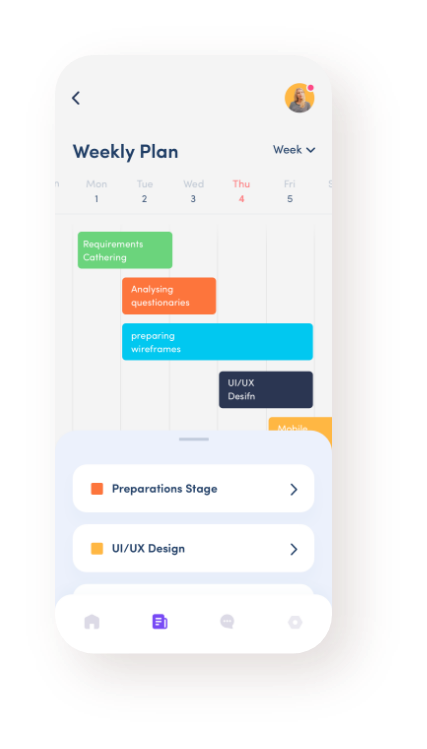 Weekly Plan
Week
Mon Tue Wed Thu Fri
1 2 3 4 5
Requirements
Cathering
Analysing
questionaries
preparing
wireframes
UI/UX
Desifn
Mobile
Preparations Stage
UI/UX Design